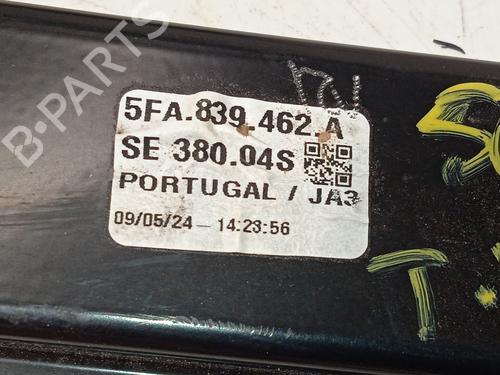 B-PARTS
5FA.839.462.A
SE 380.04S
PORTUGAL / JA3
09/05/24 - 14:23:56
T